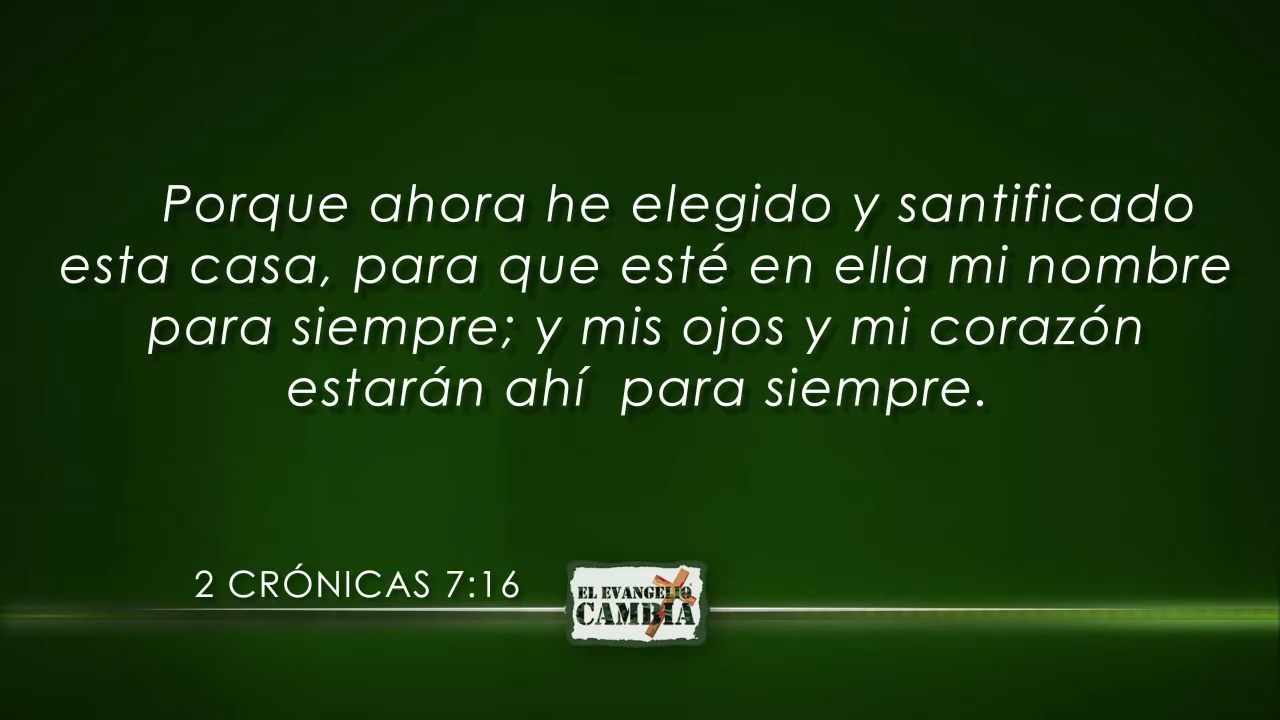 Porque ahora he elegido y santificado
esta casa, para que esté en ella mi nombre
para siempre; y mis ojos y mi corazón
estarán ahí  para siempre.
2 CRÓNICAS 7:16
EL EVANGELIO
CAMBIA